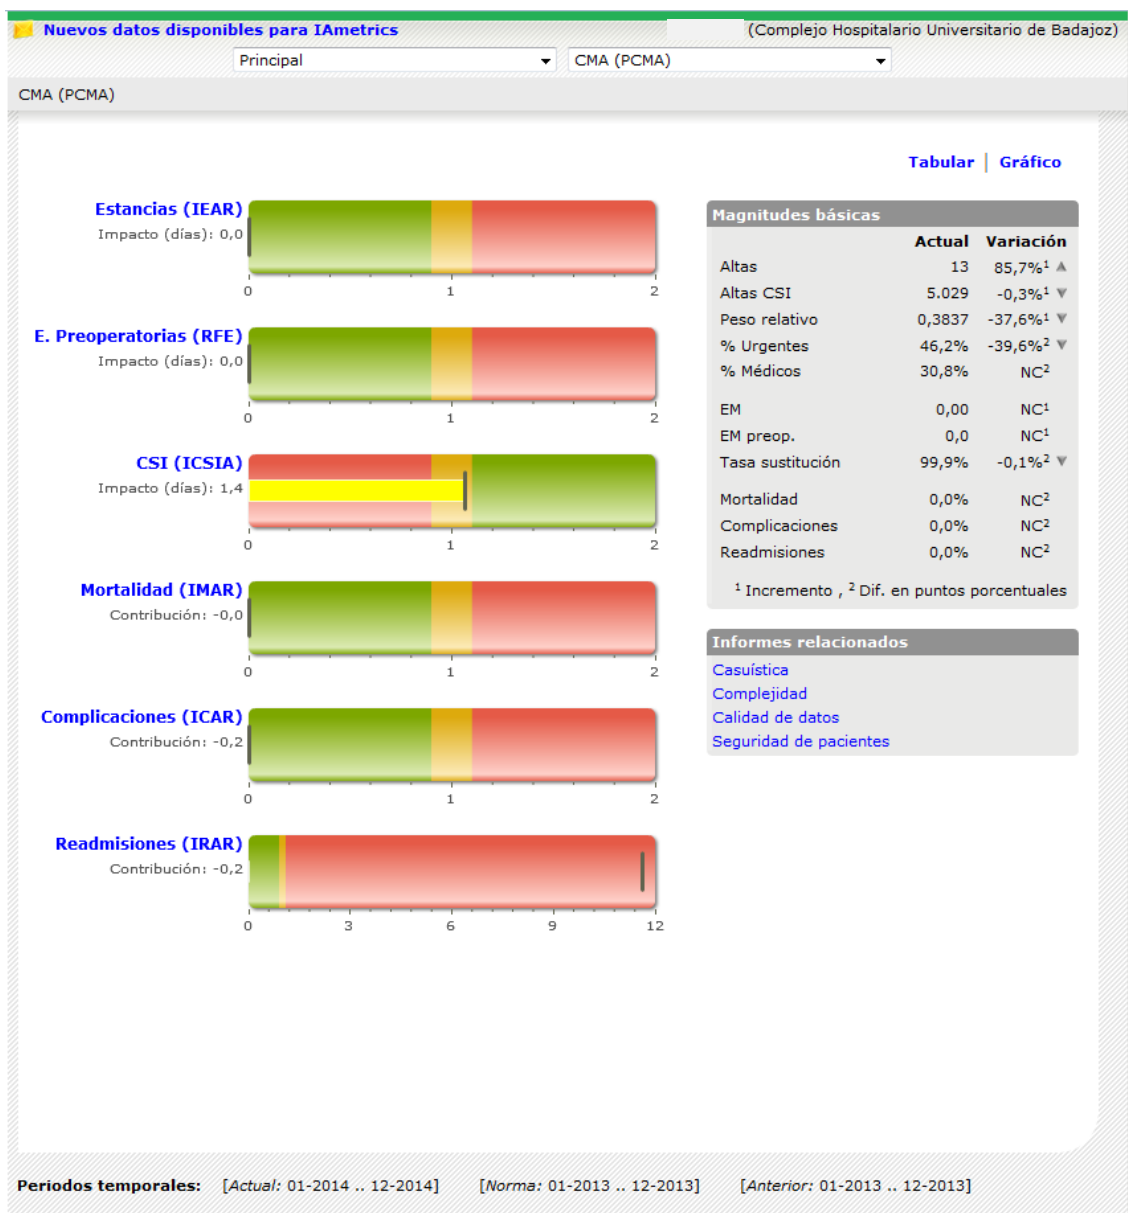 Nuevos datos disponibles para IAmetrics (Complejo Hospitalario Universitario de Badajoz)
Principal CMA (PCMA)
CMA (PCMA)
Tabular | Gráfico
Estancias (IEAR)
Impacto (días): 0,0
0 1 2
E. Preoperatorias (RFE)
Impacto (días): 0,0
0 1 2
CSI (ICSIA)
Impacto (días): 1,4
0 1 2
Mortalidad (IMAR)
Contribución: -0,0
0 1 2
Complicaciones (ICAR)
Contribución: -0,2
0 1 2
Readmisiones (IRAR)
Contribución: -0,2
0 3 6 9 12
Magnitudes básicas
Actual Variación
Altas 13 85,7%¹ ▲
Altas CSI 5.029 -0,3%¹ ▼
Peso relativo 0,3837 -37,6%¹ ▼
% Urgentes 46,2% -39,6%² ▼
% Médicos 30,8% NC²
EM 0,00 NC¹
EM preop. 0,0 NC¹
Tasa sustitución 99,9% -0,1%² ▼
Mortalidad 0,0% NC²
Complicaciones 0,0% NC²
Readmisiones 0,0% NC²
¹ Incremento , ² Dif. en puntos porcentuales
Informes relacionados
Casuística
Complejidad
Calidad de datos
Seguridad de pacientes
Periodos temporales: [Actual: 01-2014 .. 12-2014] [Norma: 01-2013 .. 12-2013] [Anterior: 01-2013 .. 12-2013]